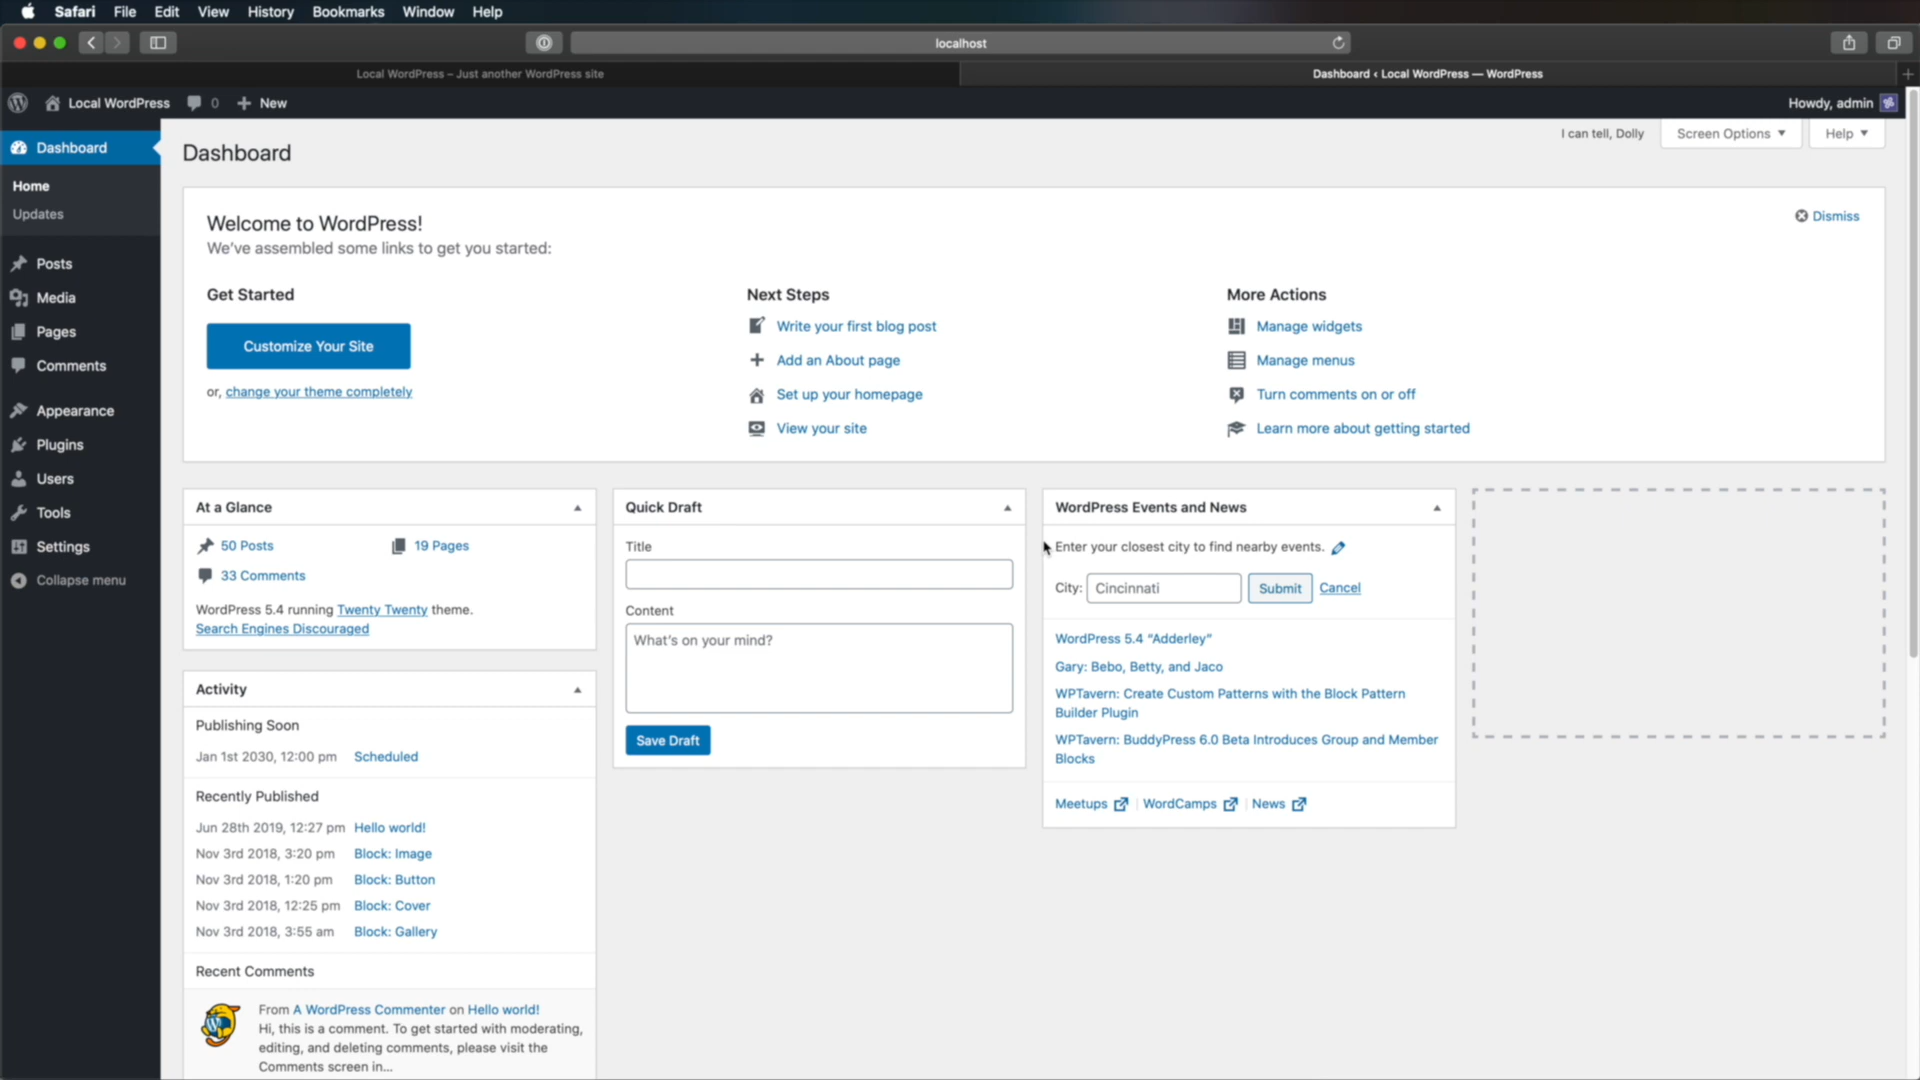 Safari File Edit View History Bookmarks Window Help
localhost
Local WordPress – Just another WordPress site
Dashboard ‹ Local WordPress — WordPress
Local WordPress 0 New
Howdy, admin
Dashboard
Home
Updates
Posts
Media
Pages
Comments
Appearance
Plugins
Users
Tools
Settings
Collapse menu
Dashboard
I can tell, Dolly
Screen Options
Help
Welcome to WordPress!
We've assembled some links to get you started:
Dismiss
Get Started
Customize Your Site
or, change your theme completely
Next Steps
Write your first blog post
Add an About page
Set up your homepage
View your site
More Actions
Manage widgets
Manage menus
Turn comments on or off
Learn more about getting started
At a Glance
50 Posts
19 Pages
33 Comments
WordPress 5.4 running Twenty Twenty theme.
Search Engines Discouraged
Activity
Publishing Soon
Jan 1st 2030, 12:00 pm Scheduled
Recently Published
Jun 28th 2019, 12:27 pm Hello world!
Nov 3rd 2018, 3:20 pm Block: Image
Nov 3rd 2018, 1:20 pm Block: Button
Nov 3rd 2018, 12:25 pm Block: Cover
Nov 3rd 2018, 3:55 am Block: Gallery
Recent Comments
From A WordPress Commenter on Hello world!
Hi, this is a comment. To get started with moderating,
editing, and deleting comments, please visit the
Comments screen in...
Quick Draft
Title
Content
What's on your mind?
Save Draft
WordPress Events and News
Enter your closest city to find nearby events.
City: Cincinnati Submit Cancel
WordPress 5.4 “Adderley”
Gary: Bebo, Betty, and Jaco
WPTavern: Create Custom Patterns with the Block Pattern
Builder Plugin
WPTavern: BuddyPress 6.0 Beta Introduces Group and Member
Blocks
Meetups | WordCamps | News